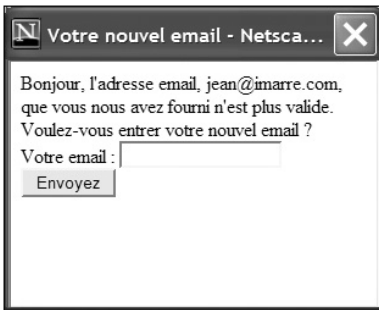 N Votre nouvel email - Netsca...
Bonjour, l'adresse email, jean@imarre.com,
que vous nous avez fourni n'est plus valide.
Voulez-vous entrer votre nouvel email ?
Votre email :
Envoyez